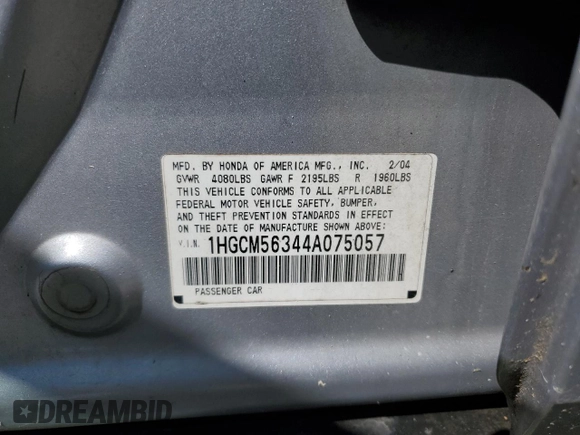 MFD. BY HONDA OF AMERICA MFG., INC. 2/04
GVWR 4080LBS GAWR F 2195LBS R 1960LBS
THIS VEHICLE CONFORMS TO ALL APPLICABLE
FEDERAL MOTOR VEHICLE SAFETY, BUMPER,
AND THEFT PREVENTION STANDARDS IN EFFECT
ON THE DATE OF MANUFACTURE SHOWN ABOVE:
V.I.N. 1HGCM56344A075057
PASSENGER CAR
DREAMBID